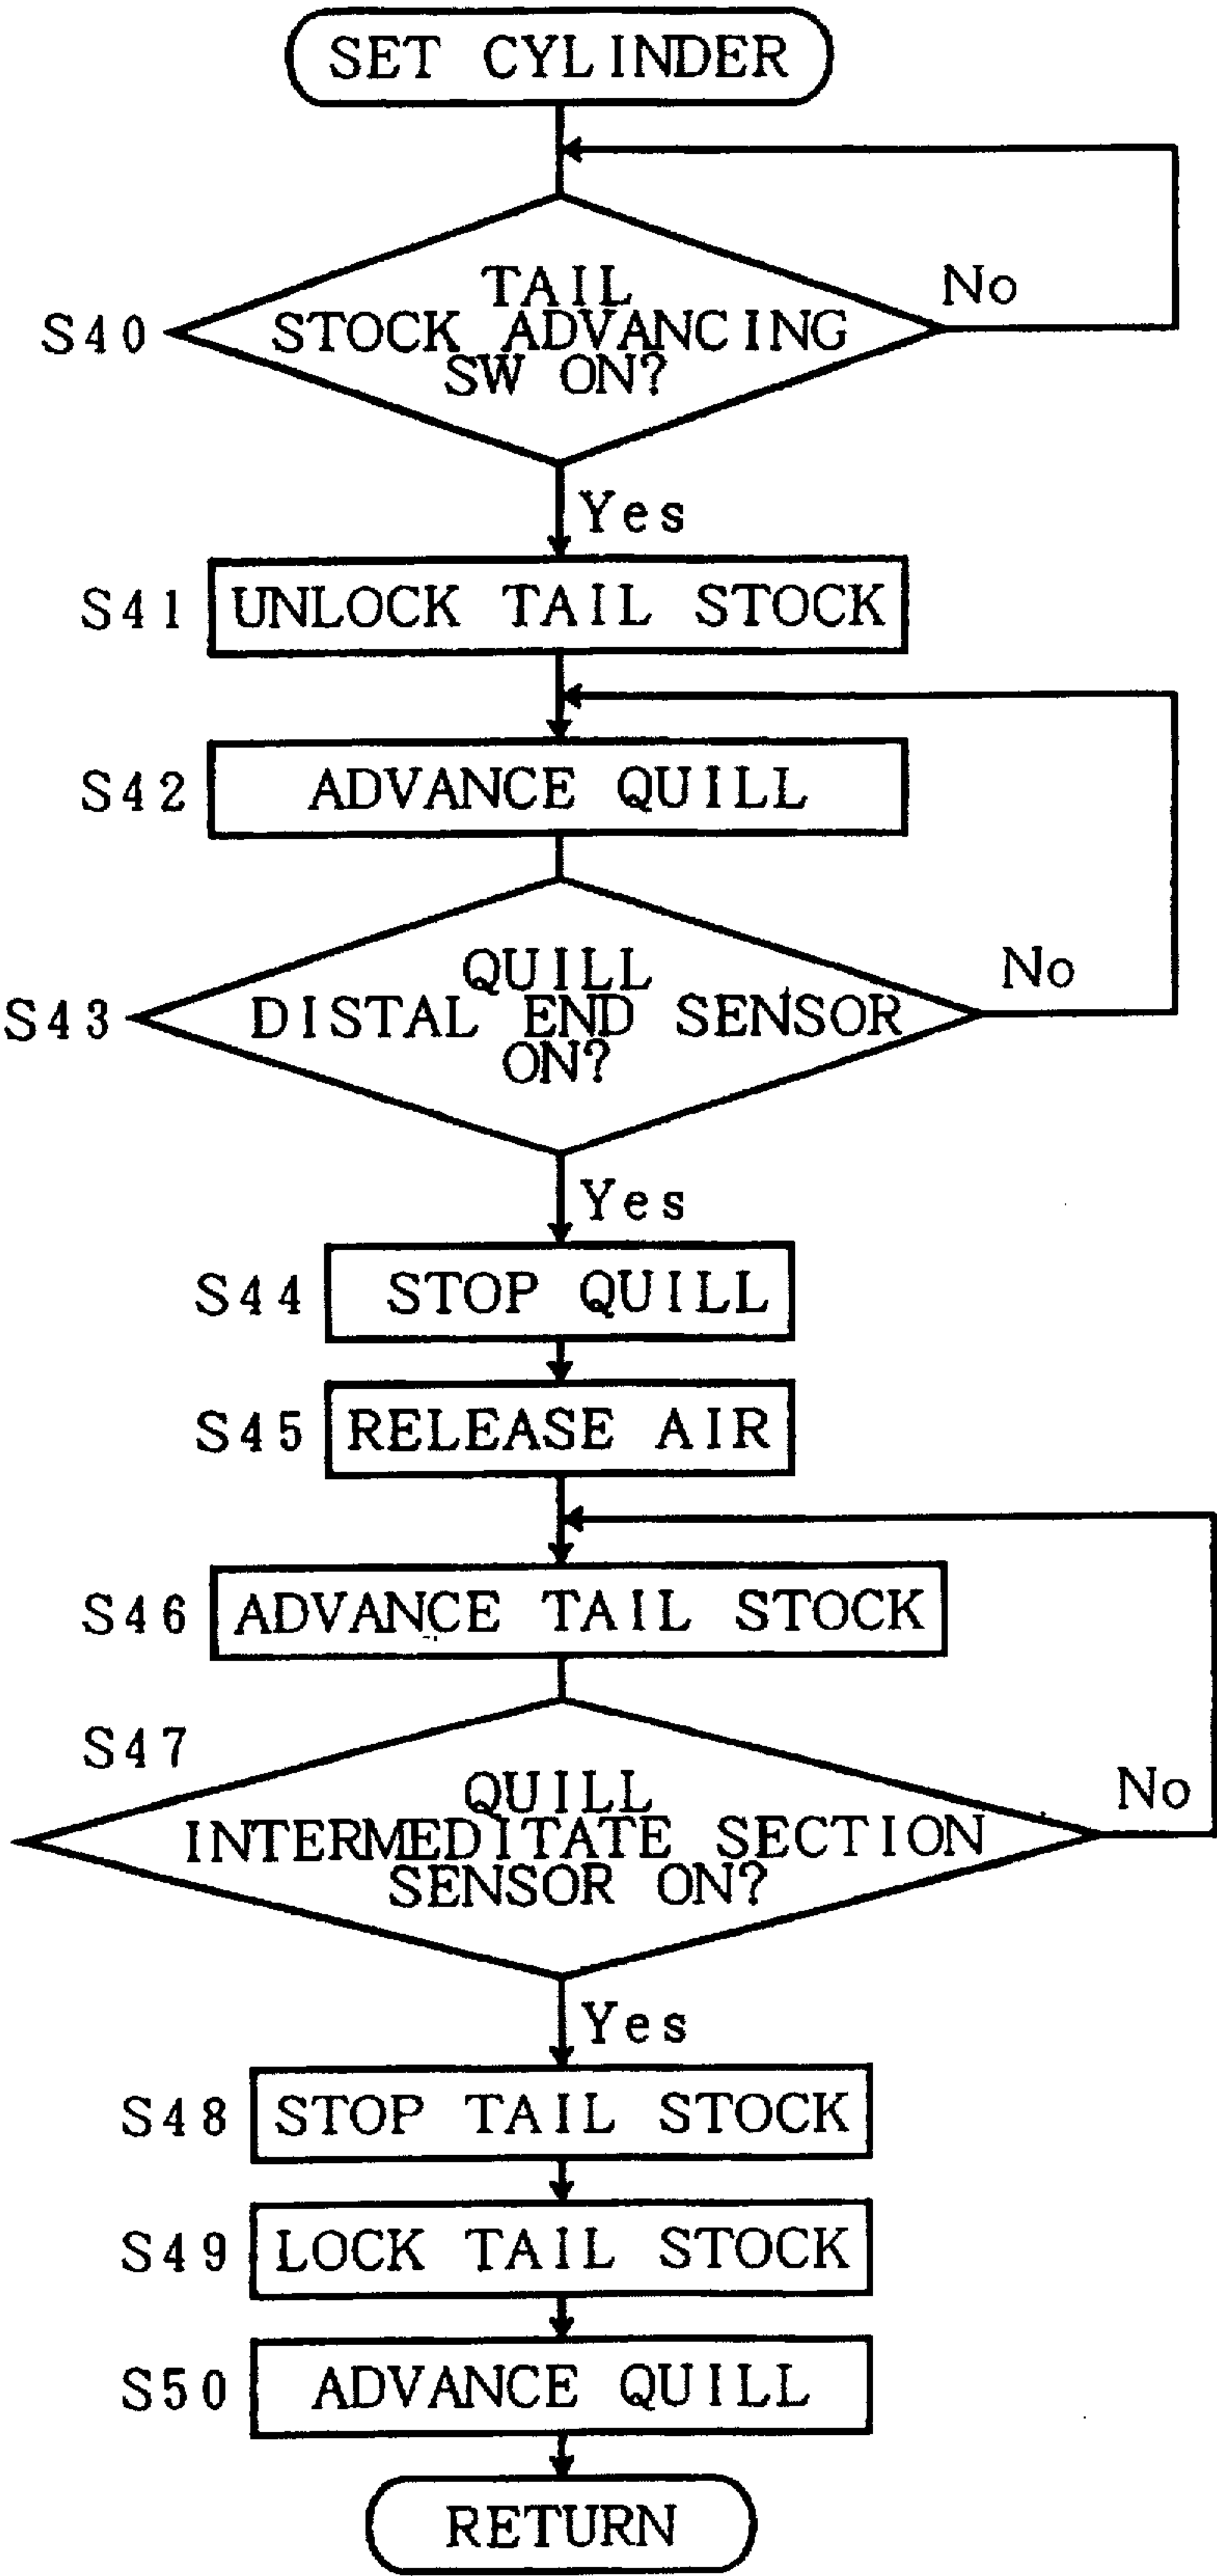 SET CYLINDER
TAIL
No
S40
STOCK ADVANCING
SW ON?
Yes
S41
UNLOCK TAIL STOCK
S42
ADVANCE QUILL
QUILL
No
S43
DISTAL END SENSOR
ON?
Yes
S44
STOP QUILL
S45
RELEASE AIR
S46
ADVANCE TAIL STOCK
S47
QUILL
No
INTERMEDITATE SECTION
SENSOR ON?
Yes
S48
STOP TAIL STOCK
S49
LOCK TAIL STOCK
S50
ADVANCE QUILL
RETURN